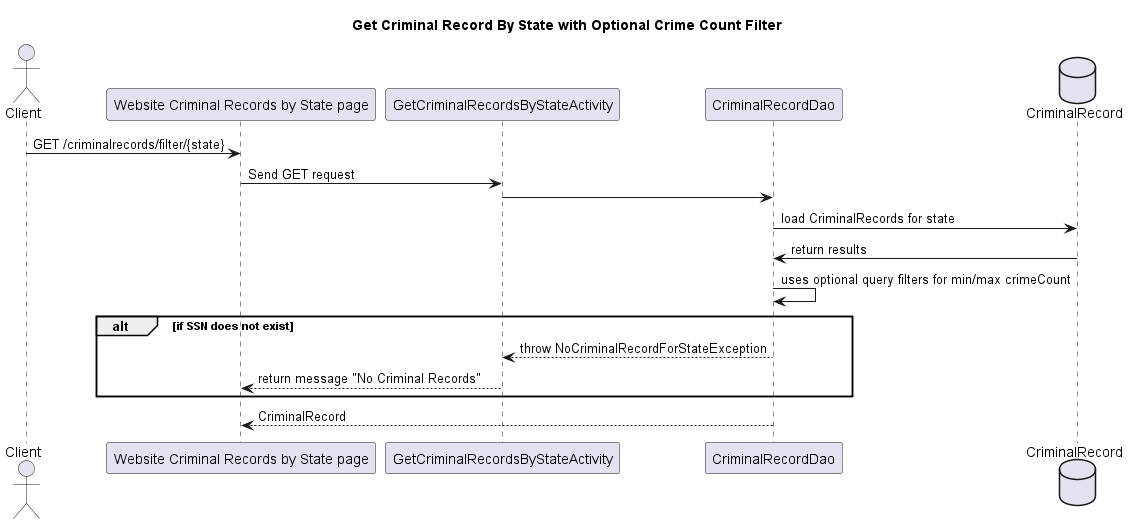 Get Criminal Record By State with Optional Crime Count Filter
Client
Website Criminal Records by State page
GetCriminalRecordsByStateActivity
CriminalRecordDao
CriminalRecord
GET /criminalrecords/filter/{state}
Send GET request
load CriminalRecords for state
return results
uses optional query filters for min/max crimeCount
alt
[if SSN does not exist]
throw NoCriminalRecordForStateException
return message "No Criminal Records"
CriminalRecord
Client
Website Criminal Records by State page
GetCriminalRecordsByStateActivity
CriminalRecordDao
CriminalRecord